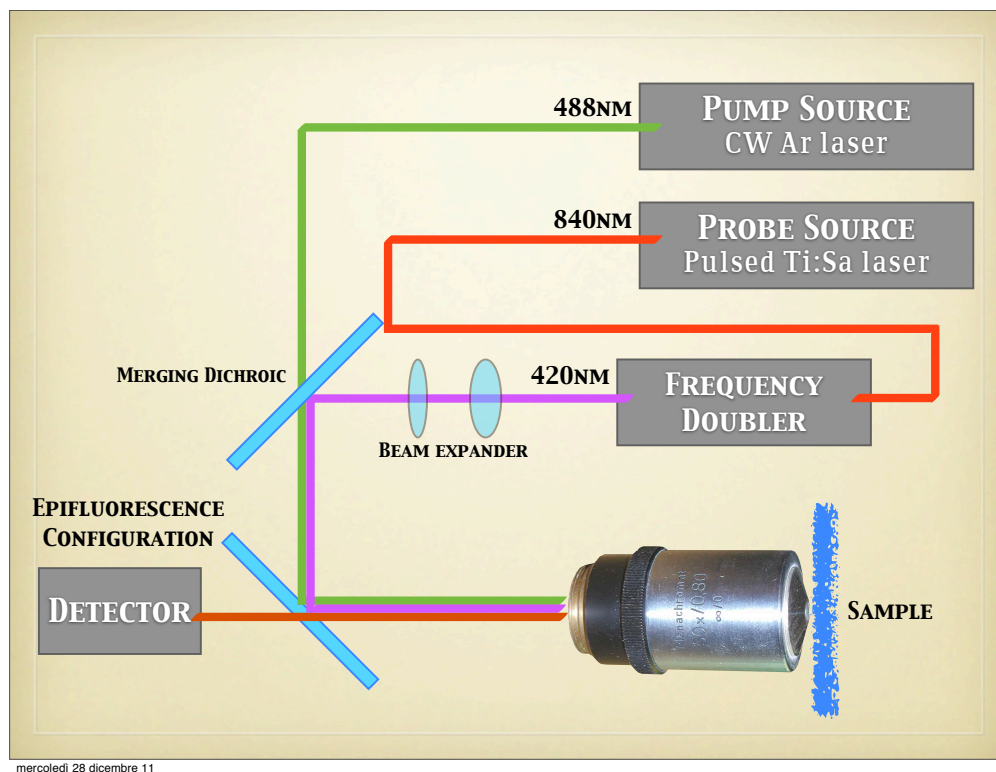 488NM
PUMP SOURCE
CW Ar laser
840NM
PROBE SOURCE
Pulsed Ti:Sa laser
MERGING DICHROIC
420NM
FREQUENCY
DOUBLER
BEAM EXPANDER
EPIFLUORESCENCE
CONFIGURATION
DETECTOR
SAMPLE
mercoledì 28 dicembre 11